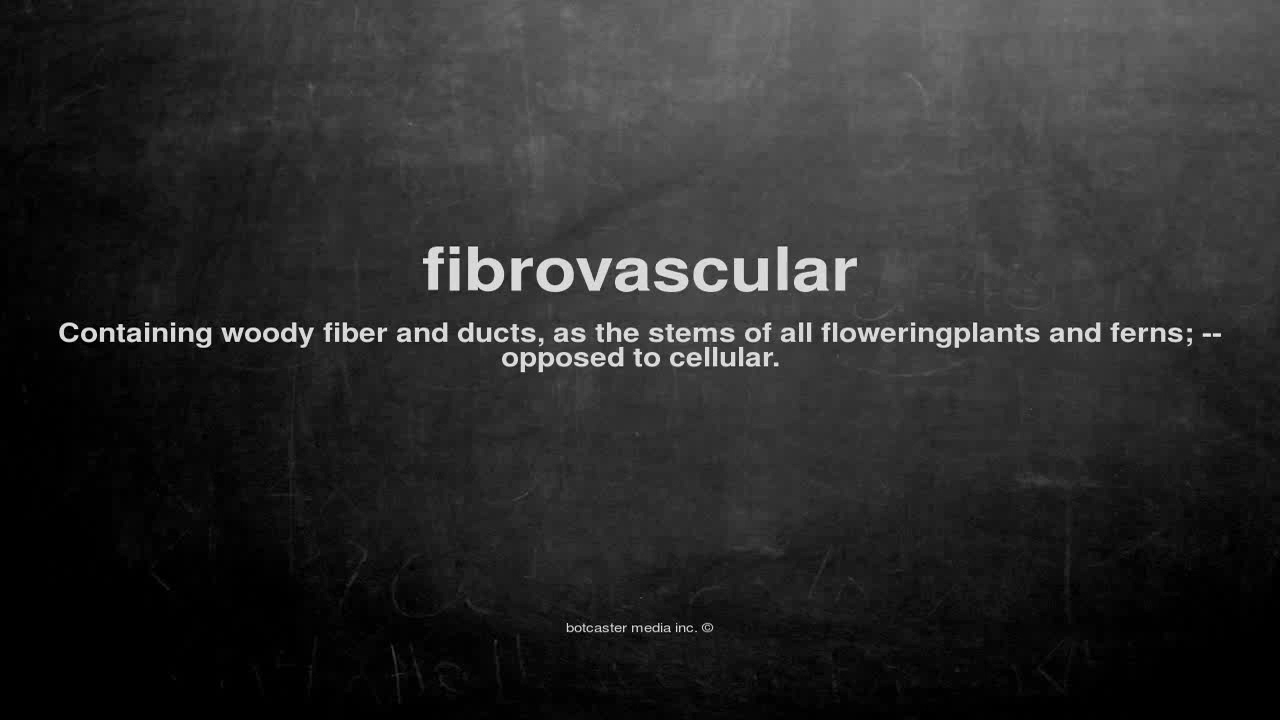 fibrovascular
Containing woody fiber and ducts, as the stems of all floweringplants and ferns; --
opposed to cellular.
botcaster media inc. ©